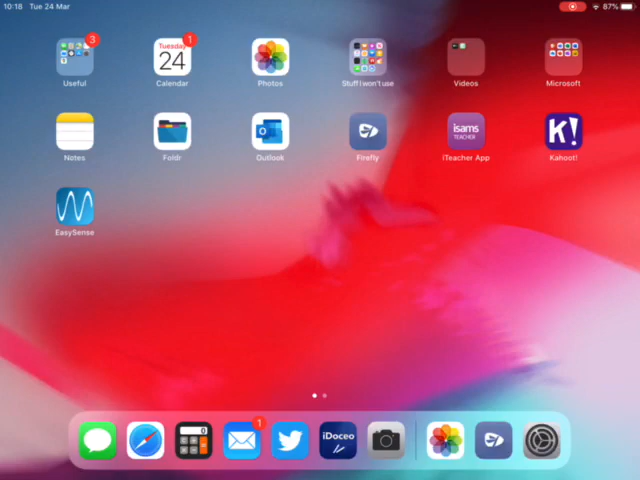 10:18 Tue 24 Mar
87%
3
Tuesday
24
1
Useful
Calendar
Photos
Stuff I won't use
Videos
Microsoft
O
isams
TEACHER
K!
Notes
Foldr
Outlook
Firefly
iTeacher App
Kahoot!
EasySense
0
1
iDoceo